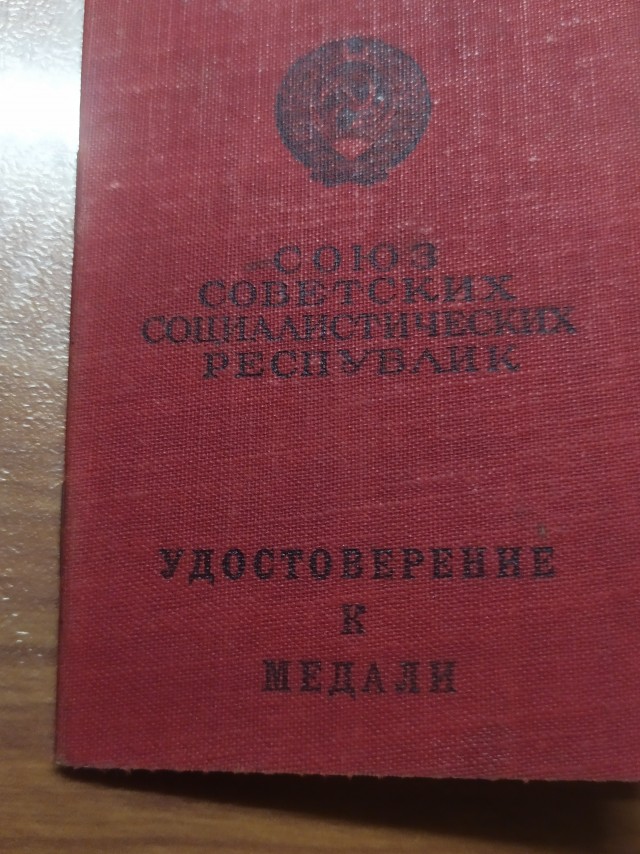 СОЮЗ
СОВЕТСКИХ
СОЦИАЛИСТИЧЕСКИХ
РЕСПУБЛИК
УДОСТОВЕРЕНИЕ
К
МЕДАЛИ